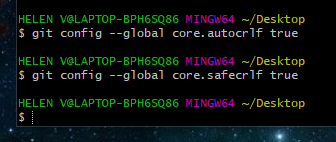 HELEN V@LAPTOP-BPH6SQ86 MINGW64 ~/Desktop
$ git config --global core.autocrlf true
HELEN V@LAPTOP-BPH6SQ86 MINGW64 ~/Desktop
$ git config --global core.safecrlf true
HELEN V@LAPTOP-BPH6SQ86 MINGW64 ~/Desktop
$